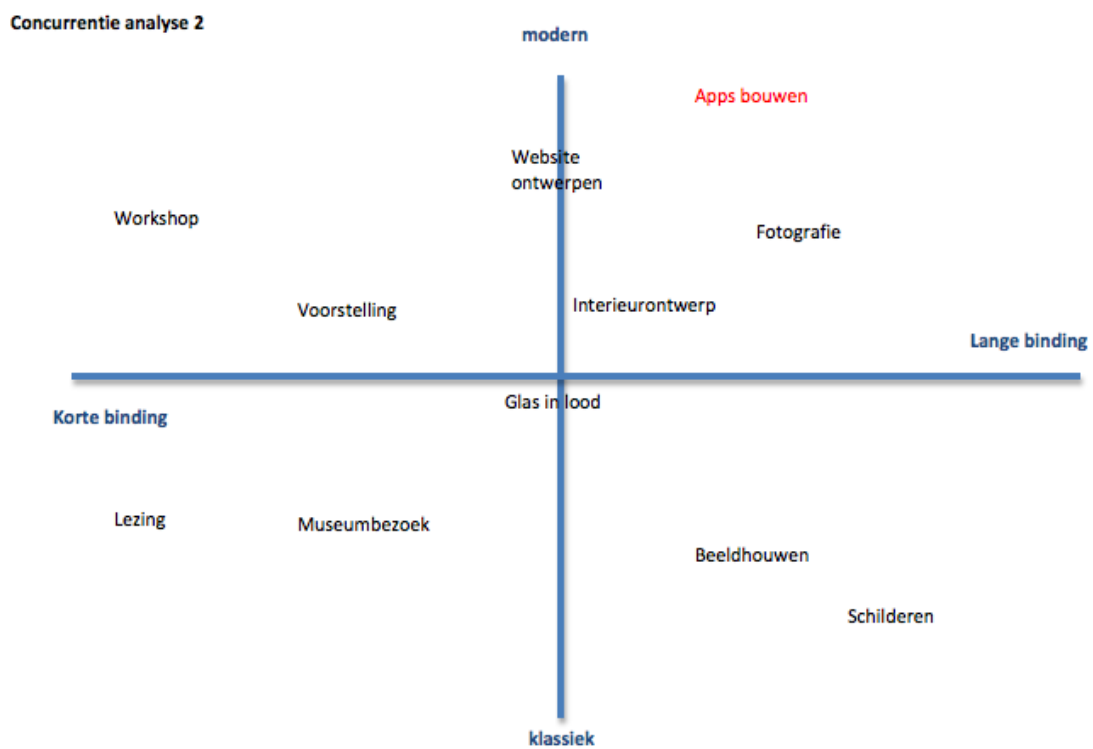 Concurrentie analyse 2
modern
Apps bouwen
Website
ontwerpen
Workshop
Fotografie
Voorstelling
Interieurontwerp
Lange binding
Glas in lood
Korte binding
Lezing
Museumbezoek
Beeldhouwen
Schilderen
klassiek